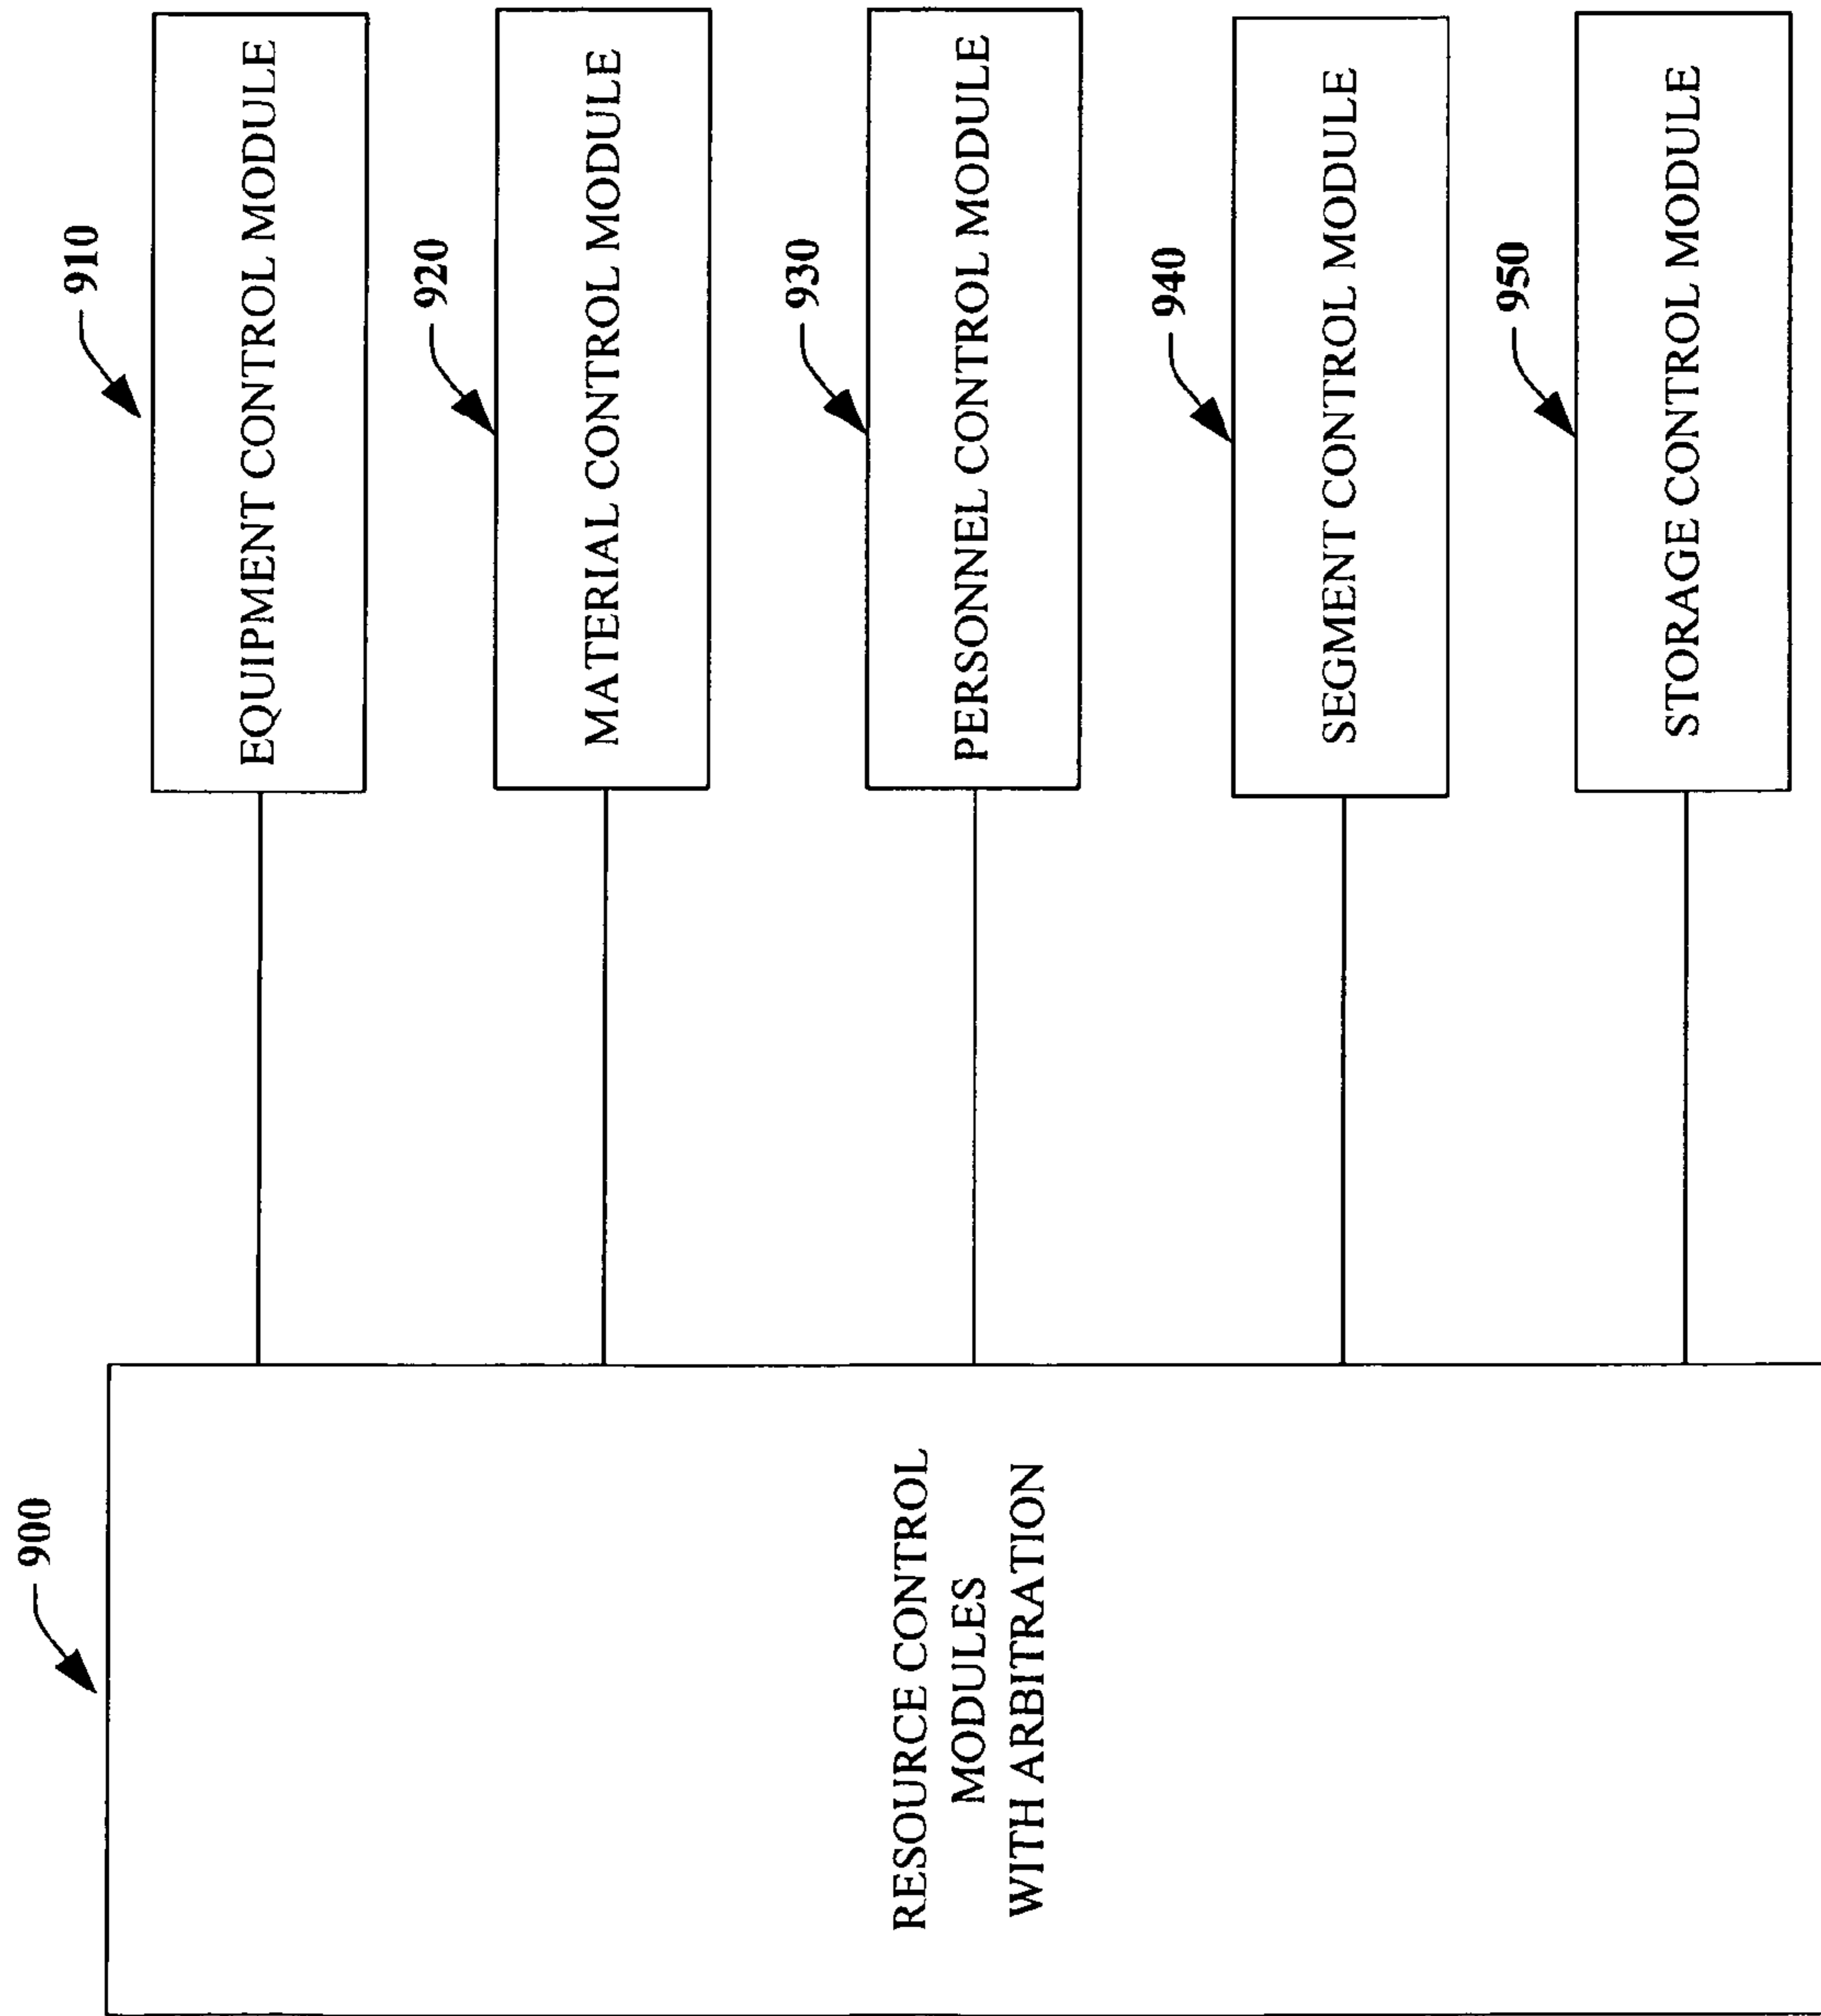 900
RESOURCE CONTROL
MODULES
WITH ARBITRATION
910
EQUIPMENT CONTROL MODULE
920
MATERIAL CONTROL MODULE
930
PERSONNEL CONTROL MODULE
940
SEGMENT CONTROL MODULE
950
STORAGE CONTROL MODULE